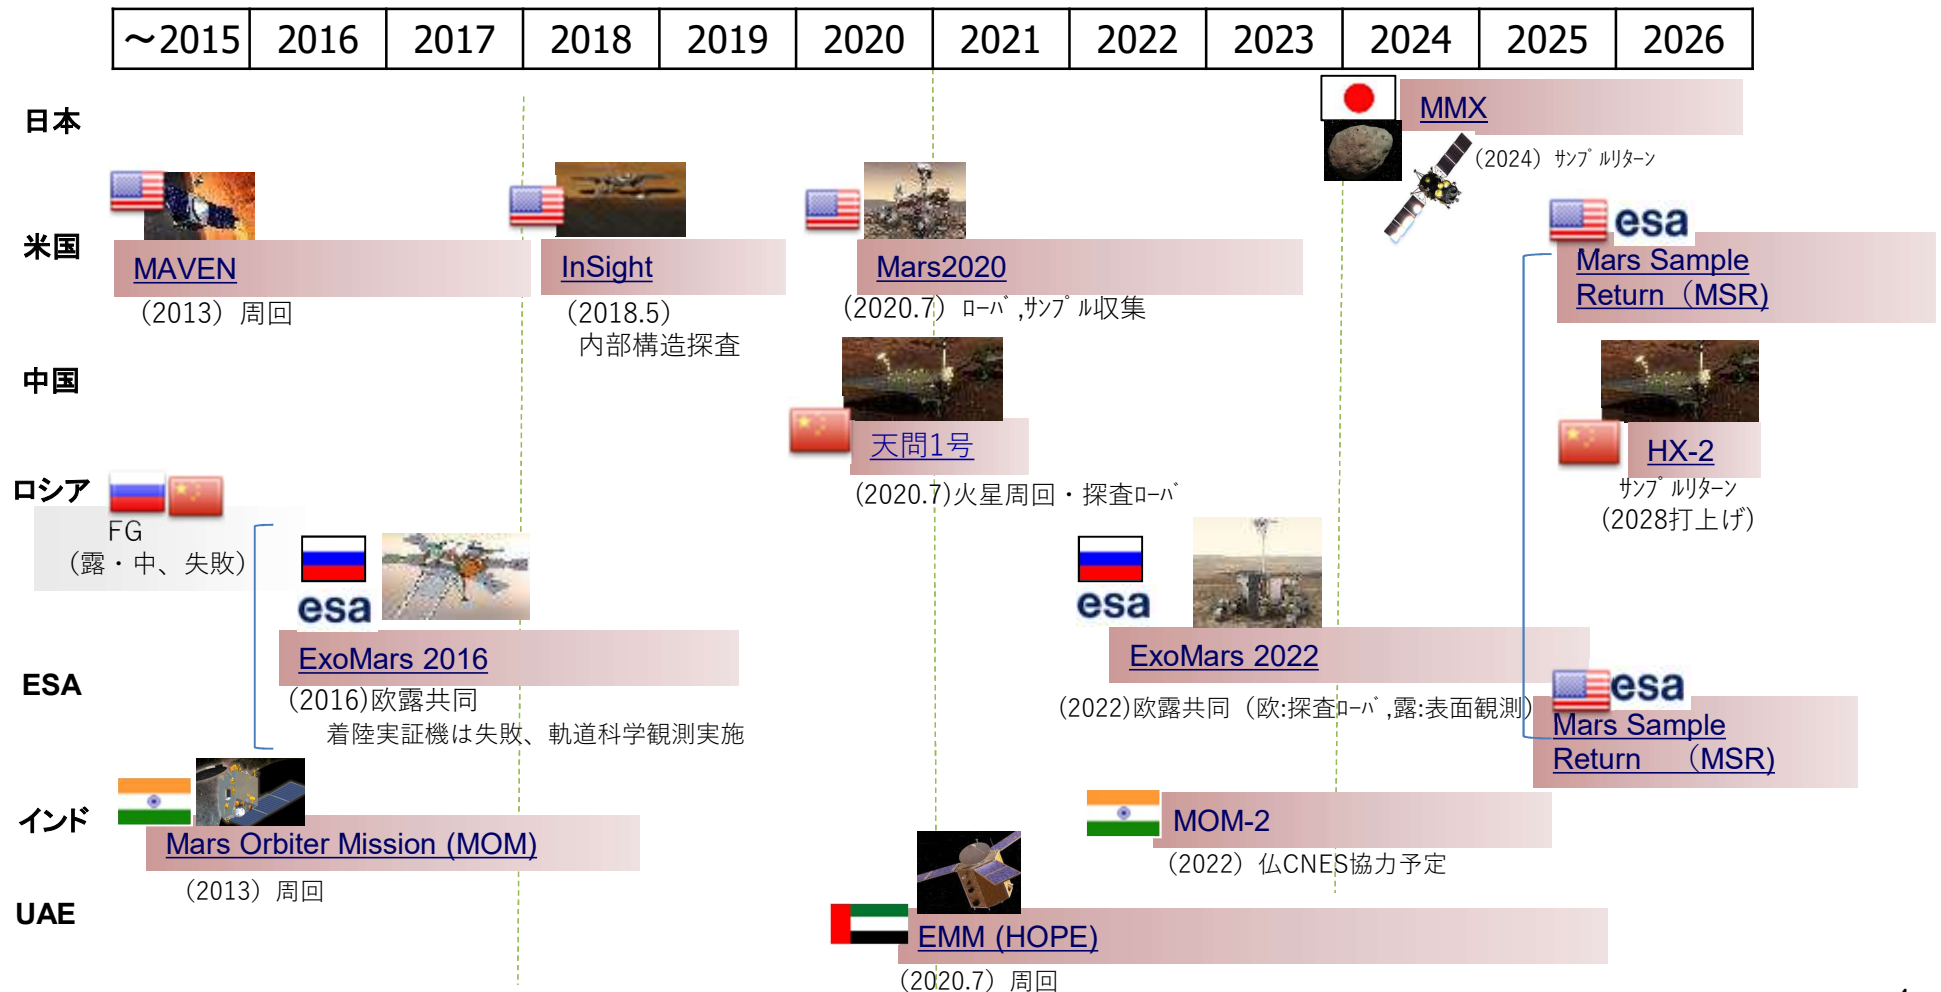 ～2015 2016 2017 2018 2019 2020 2021 2022 2023 2024 2025 2026
日本
MMX
(2024) ｻﾝﾌﾟﾙﾘﾀｰﾝ
米国
MAVEN
(2013) 周回
InSight
(2018.5)
内部構造探査
Mars2020
(2020.7) ﾛｰﾊﾞ,ｻﾝﾌﾟﾙ収集
esa
Mars Sample
Return (MSR)
中国
天問1号
(2020.7)火星周回・探査ﾛｰﾊﾞ
HX-2
ｻﾝﾌﾟﾙﾘﾀｰﾝ
(2028打上げ)
ロシア
FG
(露・中、失敗)
ESA
esa
ExoMars 2016
(2016)欧露共同
着陸実証機は失敗、軌道科学観測実施
esa
ExoMars 2022
(2022)欧露共同 (欧:探査ﾛｰﾊﾞ,露:表面観測)
esa
Mars Sample
Return (MSR)
インド
Mars Orbiter Mission (MOM)
(2013) 周回
MOM-2
(2022) 仏CNES協力予定
UAE
EMM (HOPE)
(2020.7) 周回